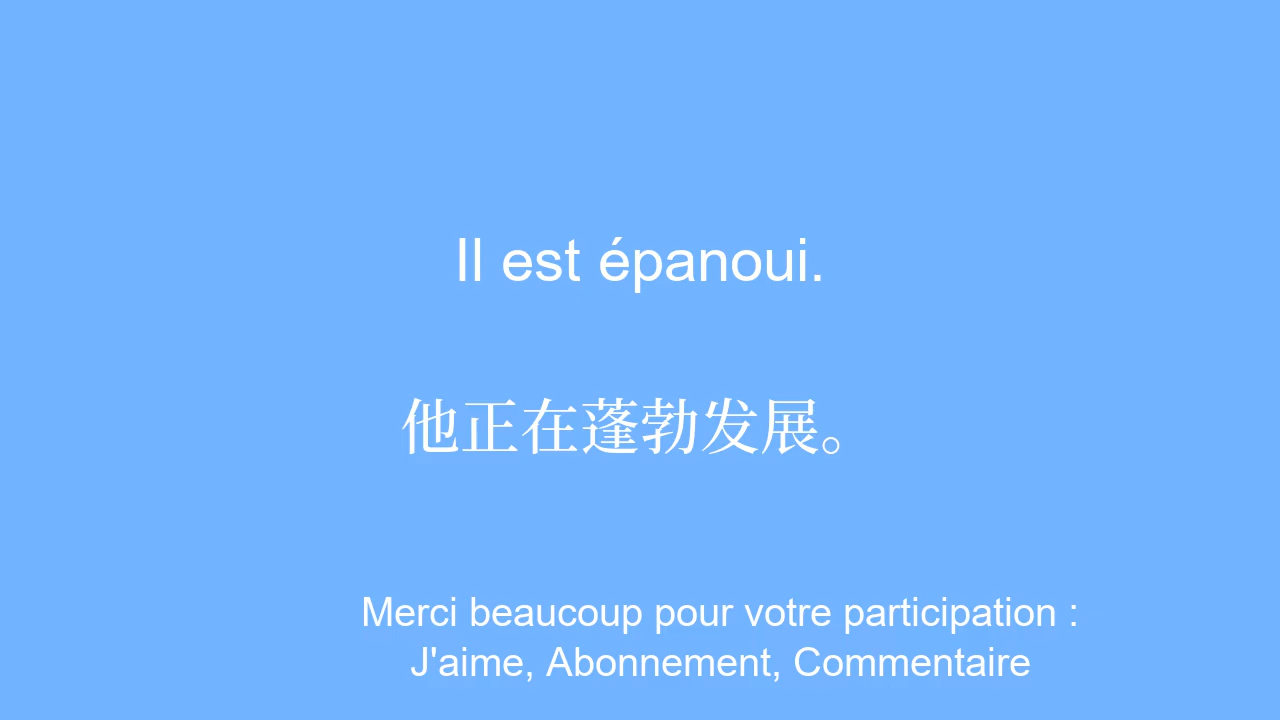 Il est épanoui.
他正在蓬勃发展。
Merci beaucoup pour votre participation :
J'aime, Abonnement, Commentaire